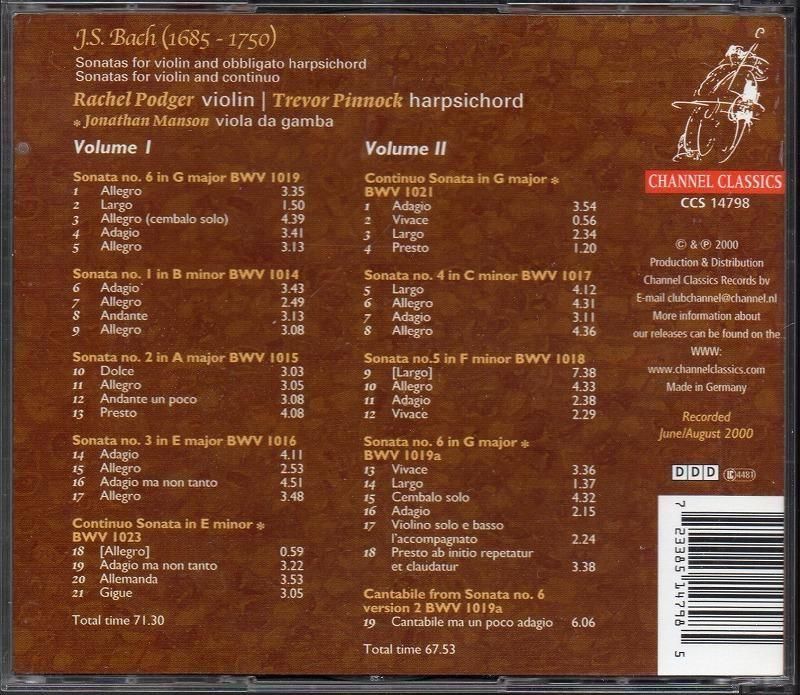 J.S. Bach (1685 - 1750)
Sonatas for violin and obbligato harpsichord
Sonatas for violin and continuo
Rachel Podger violin | Trevor Pinnock harpsichord
* Jonathan Manson viola da gamba
Volume I
Sonata no. 6 in G major BWV 1019
1 Allegro 3.35
2 Largo 1.50
3 Allegro (cembalo solo) 4.39
4 Adagio 3.41
5 Allegro 3.13
Sonata no. 1 in B minor BWV 1014
6 Adagio 3.43
7 Allegro 2.49
8 Andante 3.13
9 Allegro 3.08
Sonata no. 2 in A major BWV 1015
10 Dolce 3.03
11 Allegro 3.05
12 Andante un poco 3.08
13 Presto 4.08
Sonata no. 3 in E major BWV 1016
14 Adagio 4.11
15 Allegro 2.53
16 Adagio ma non tanto 4.51
17 Allegro 3.48
Continuo Sonata in E minor *
BWV 1023
18 [Allegro] 0.59
19 Adagio ma non tanto 3.22
20 Allemanda 3.53
21 Gigue 3.05
Total time 71.30
Volume II
Continuo Sonata in G major *
BWV 1021
1 Adagio 3.54
2 Vivace 0.56
3 Largo 2.34
4 Presto 1.20
Sonata no. 4 in C minor BWV 1017
5 Largo 4.12
6 Allegro 4.31
7 Adagio 3.11
8 Allegro 4.36
Sonata no.5 in F minor BWV 1018
9 [Largo] 7.38
10 Allegro 4.33
11 Adagio 2.38
12 Vivace 2.29
Sonata no. 6 in G major *
BWV 1019a
13 Vivace 3.36
14 Largo 1.37
15 Cembalo solo 4.32
16 Adagio 2.15
17 Violino solo e basso
l'accompagnato 2.24
18 Presto ab initio repetatur
et claudatur 3.38
Cantabile from Sonata no. 6
version 2 BWV 1019a
19 Cantabile ma un poco adagio 6.06
Total time 67.53
CHANNEL CLASSICS
CCS 14798
© & ℗ 2000
Production & Distribution
Channel Classics Records bv
E-mail clubchannel@channel.nl
More information about
our releases can be found on the
WWW:
www.channelclassics.com
Made in Germany
Recorded
June/August 2000
DDD LC 4481
7 23385 14798 5